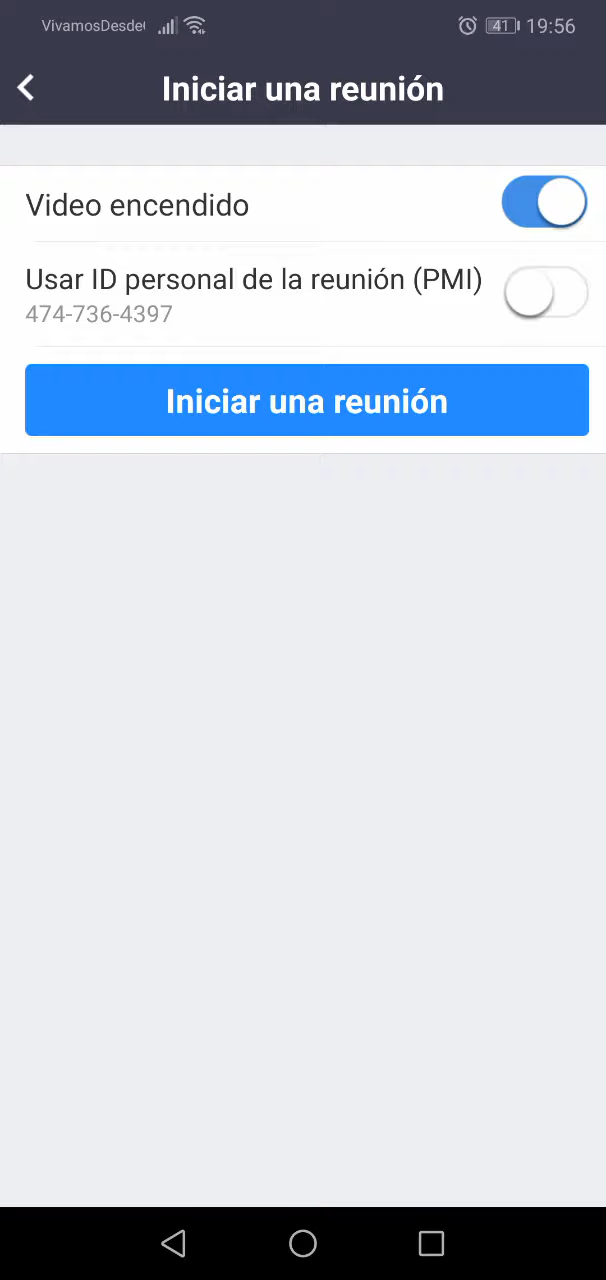 VivamosDesde
41
19:56
Iniciar una reunión
Video encendido
Usar ID personal de la reunión (PMI)
474-736-4397
Iniciar una reunión